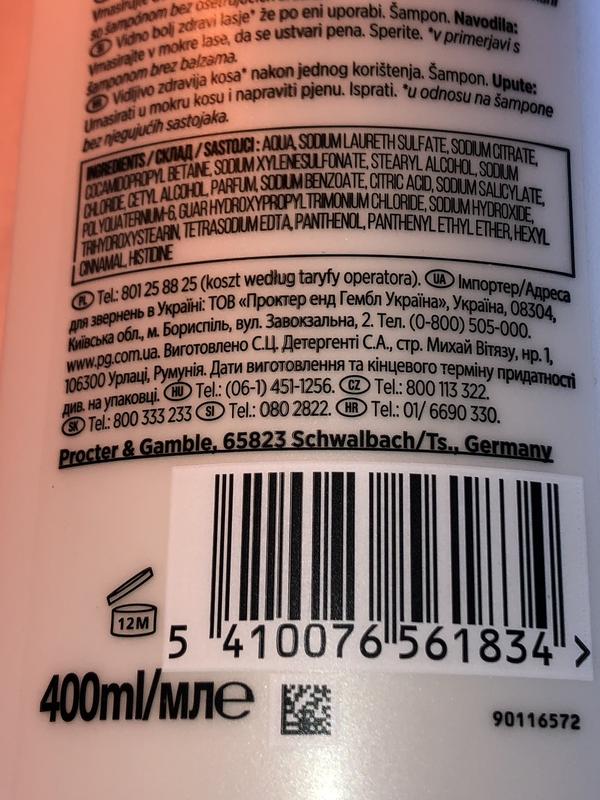 so šampónom bez ošetrujúcich
SI Vidno bolj zdravi lasje* že po eni uporabi. Šampon. Navodila:
Vmasirajte v mokre lase, da se ustvari pena. Sperite. *v primerjavi s
šamponom brez balzama.
HR Vidljivo zdravija kosa* nakon jednog korištenja. Šampon. Upute:
Umasirati u mokru kosu i napraviti pjenu. Isprati. *u odnosu na šampone
bez njegujućih sastojaka.
INGREDIENTS / СКЛАД / SASTOJCI : AQUA, SODIUM LAURETH SULFATE, SODIUM CITRATE,
COCAMIDOPROPYL BETAINE, SODIUM XYLENESULFONATE, STEARYL ALCOHOL, SODIUM
CHLORIDE, CETYL ALCOHOL, PARFUM, SODIUM BENZOATE, CITRIC ACID, SODIUM SALICYLATE,
POLYQUATERNIUM-6, GUAR HYDROXYPROPYLTRIMONIUM CHLORIDE, SODIUM HYDROXIDE,
TRIHYDROXYSTEARIN, TETRASODIUM EDTA, PANTHENOL, PANTHENYL ETHYL ETHER, HEXYL
CINNAMAL, HISTIDINE
PL Tel.: 801 25 88 25 (koszt według taryfy operatora). UA Імпортер/Адреса
для звернень в Україні: ТОВ «Проктер енд Гембл Україна», Україна, 08304,
Київська обл., м. Бориспіль, вул. Завокзальна, 2. Тел. (0-800) 505-000.
www.pg.com.ua. Виготовлено С.Ц. Детергенті С.А., стр. Михай Вітязу, нр. 1,
106300 Урлаці, Румунія. Дати виготовлення та кінцевого терміну придатності
див. на упаковці. HU Tel.: (06-1) 451-1256. CZ Tel.: 800 113 322.
SK Tel.: 800 333 233 SI Tel.: 080 2822. HR Tel.: 01/ 6690 330.
Procter & Gamble, 65823 Schwalbach/Ts., Germany
12M
5 410076 561834 >
400ml/мл℮
90116572